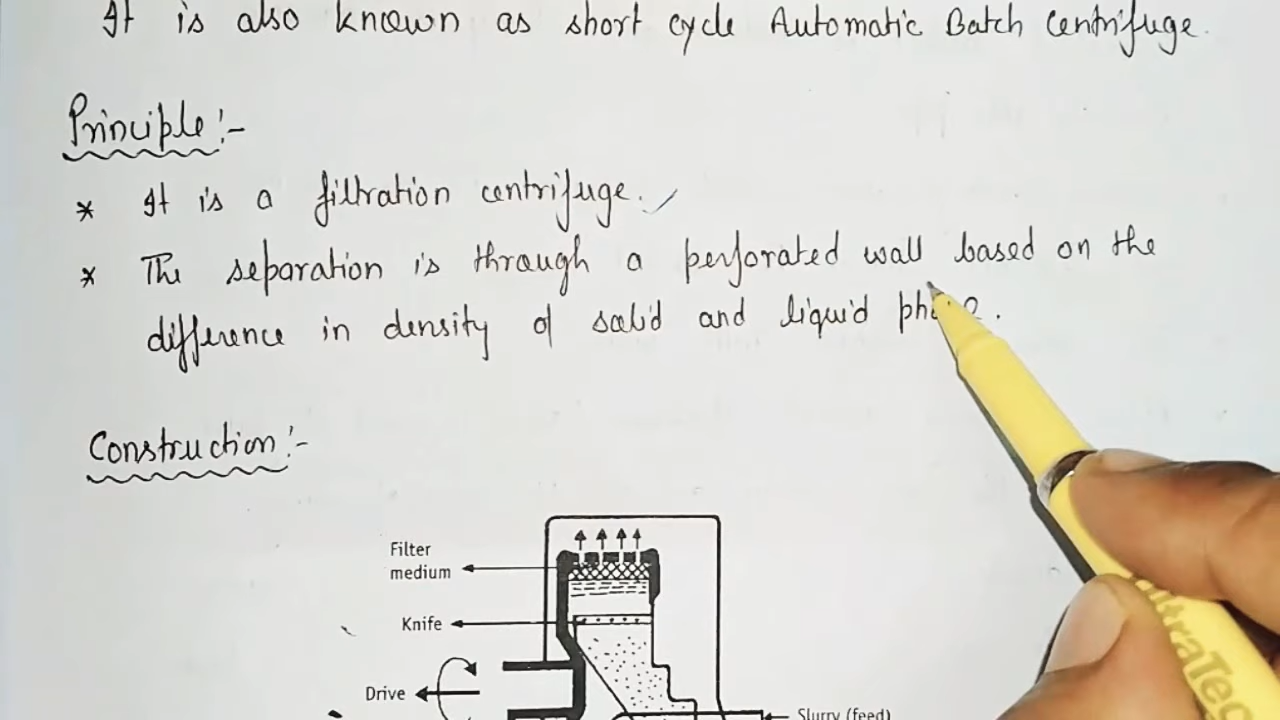 It is also known as short cycle Automatic Batch Centrifuge.
Principle:-
* It is a filtration centrifuge.
* The separation is through a perforated wall based on the
difference in density of solid and liquid phase.
Construction:-
Filter
medium
Knife
Drive
Slurry (feed)